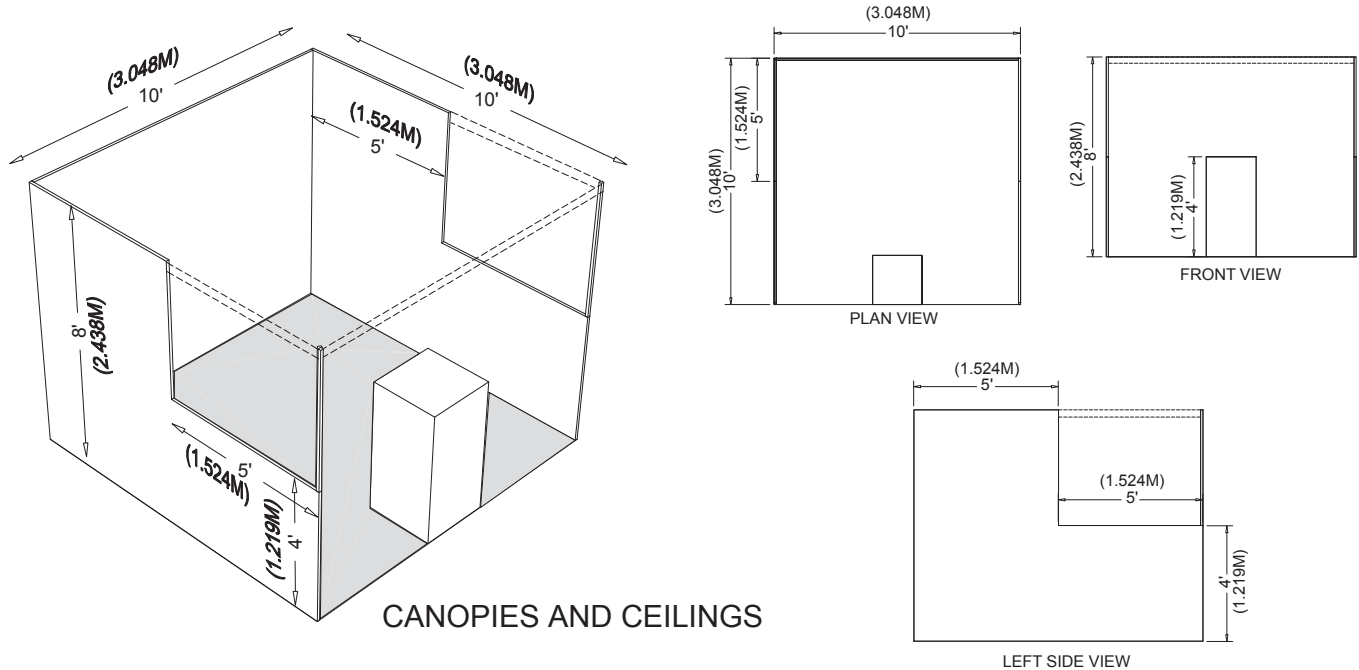 (3.048M)
10'
(3.048M)
10'
(1.524M)
5'
8'
(2.438M)
5'
(1.524M)
4'
(1.219M)
CANOPIES AND CEILINGS
(3.048M)
10'
(1.524M)
5'
(3.048M)
10'
PLAN VIEW
(2.438M)
8'
(1.219M)
4'
FRONT VIEW
(1.524M)
5'
(1.524M)
5'
4'
(1.219M)
LEFT SIDE VIEW